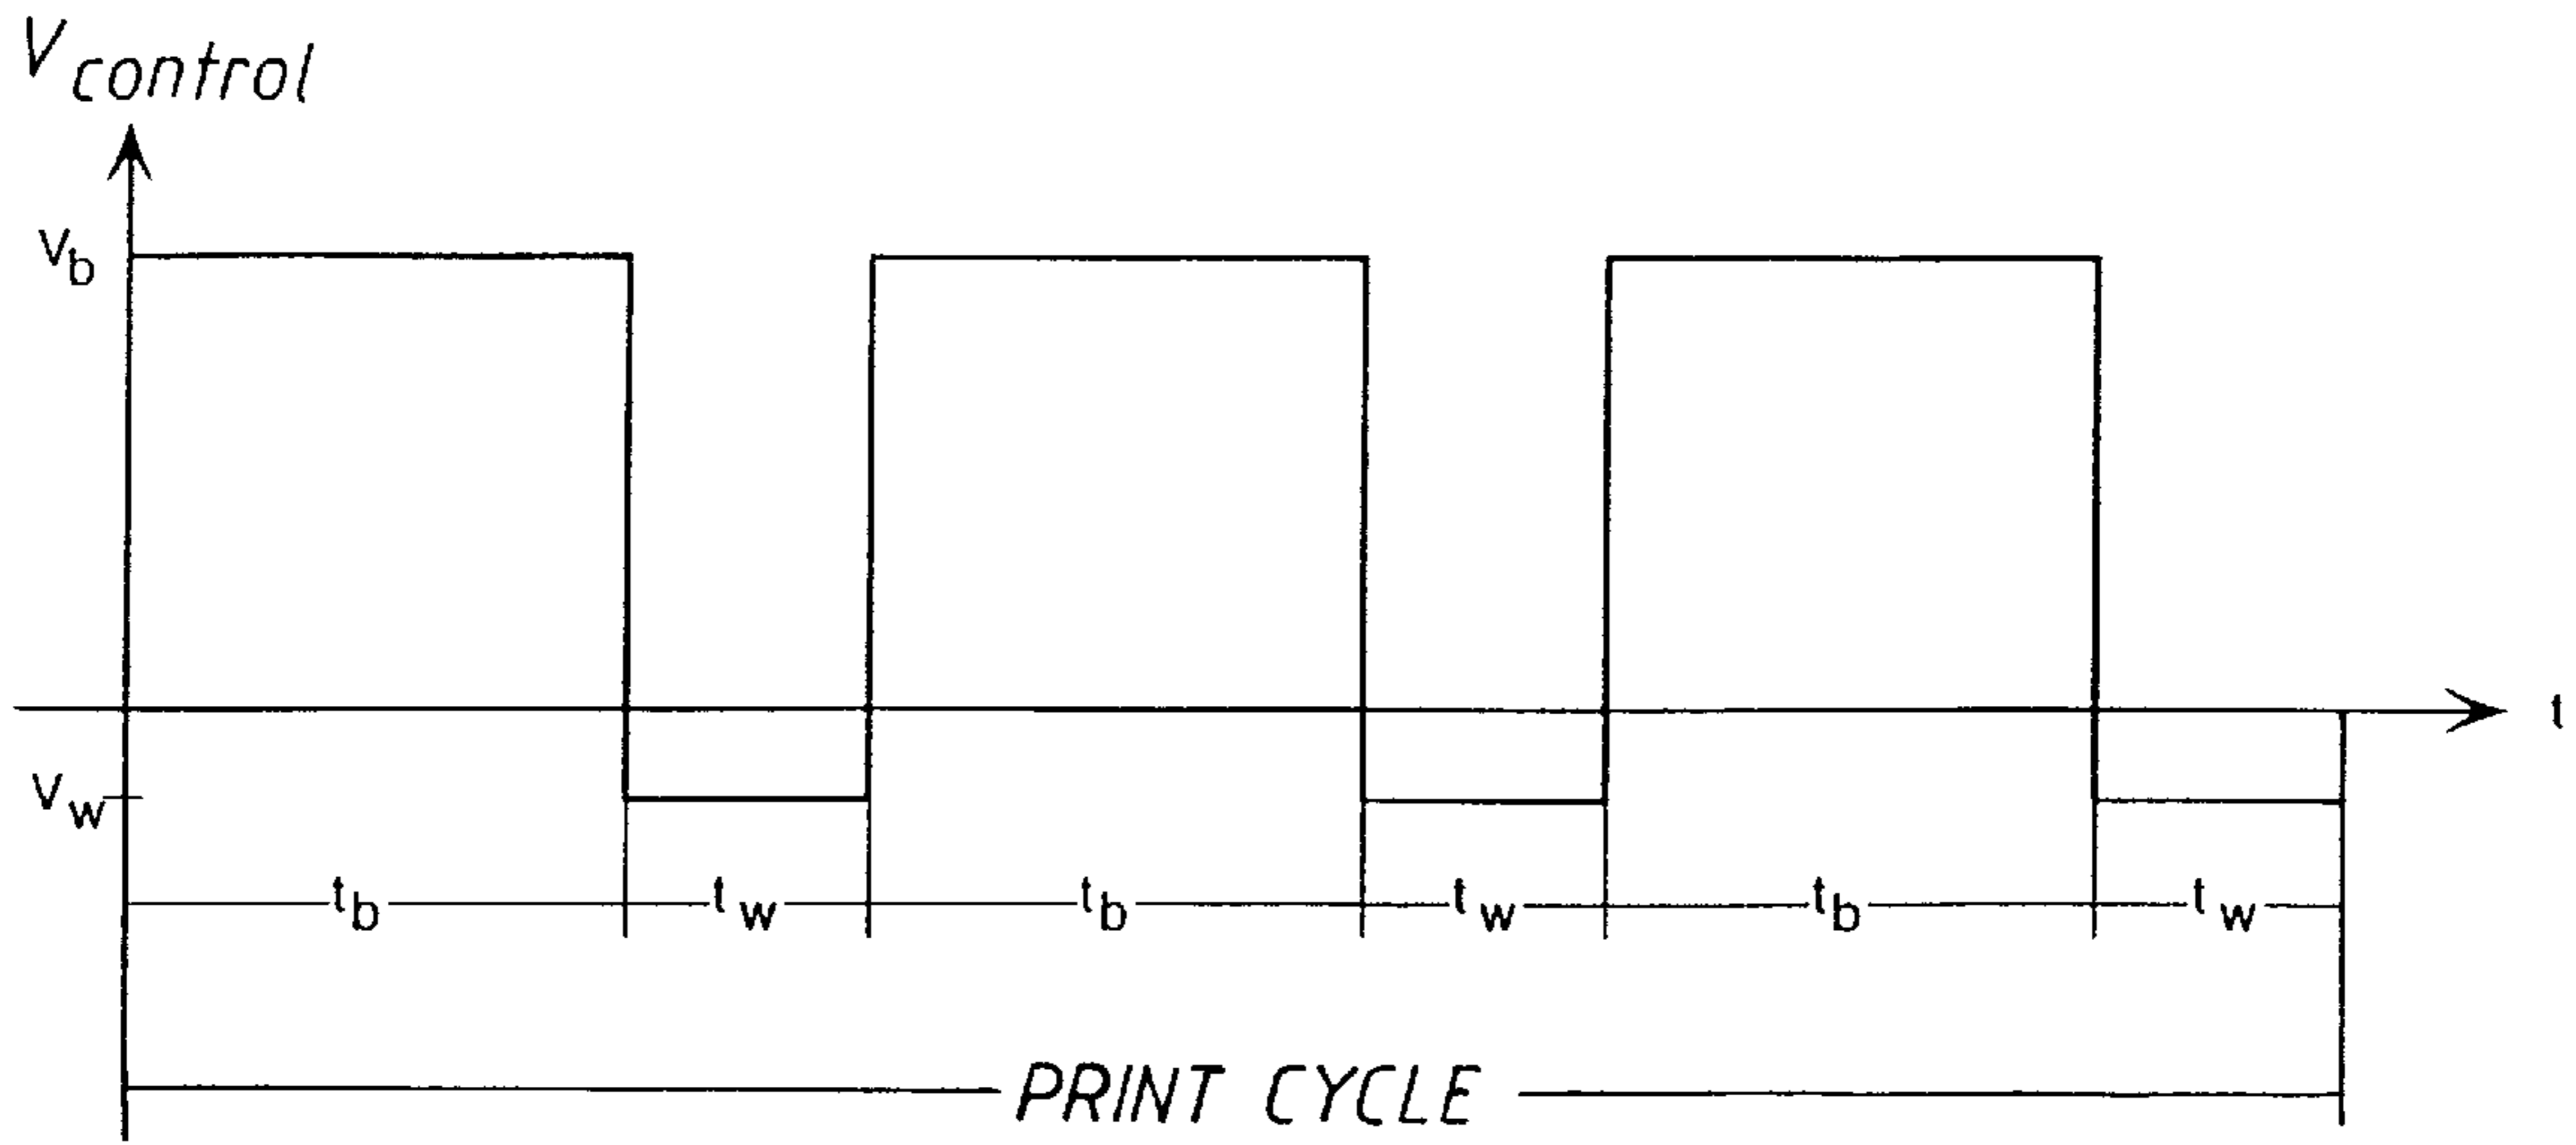 Vcontrol
Vb
t
Vw
tb tw tb tw tb tw
PRINT CYCLE